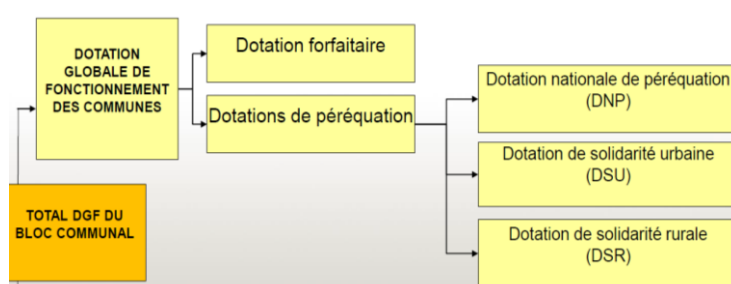 DOTATION
GLOBALE DE
FONCTIONNEMENT
DES COMMUNES
Dotation forfaitaire
Dotations de péréquation
Dotation nationale de péréquation
(DNP)
Dotation de solidarité urbaine
(DSU)
Dotation de solidarité rurale
(DSR)
TOTAL DGF DU
BLOC COMMUNAL